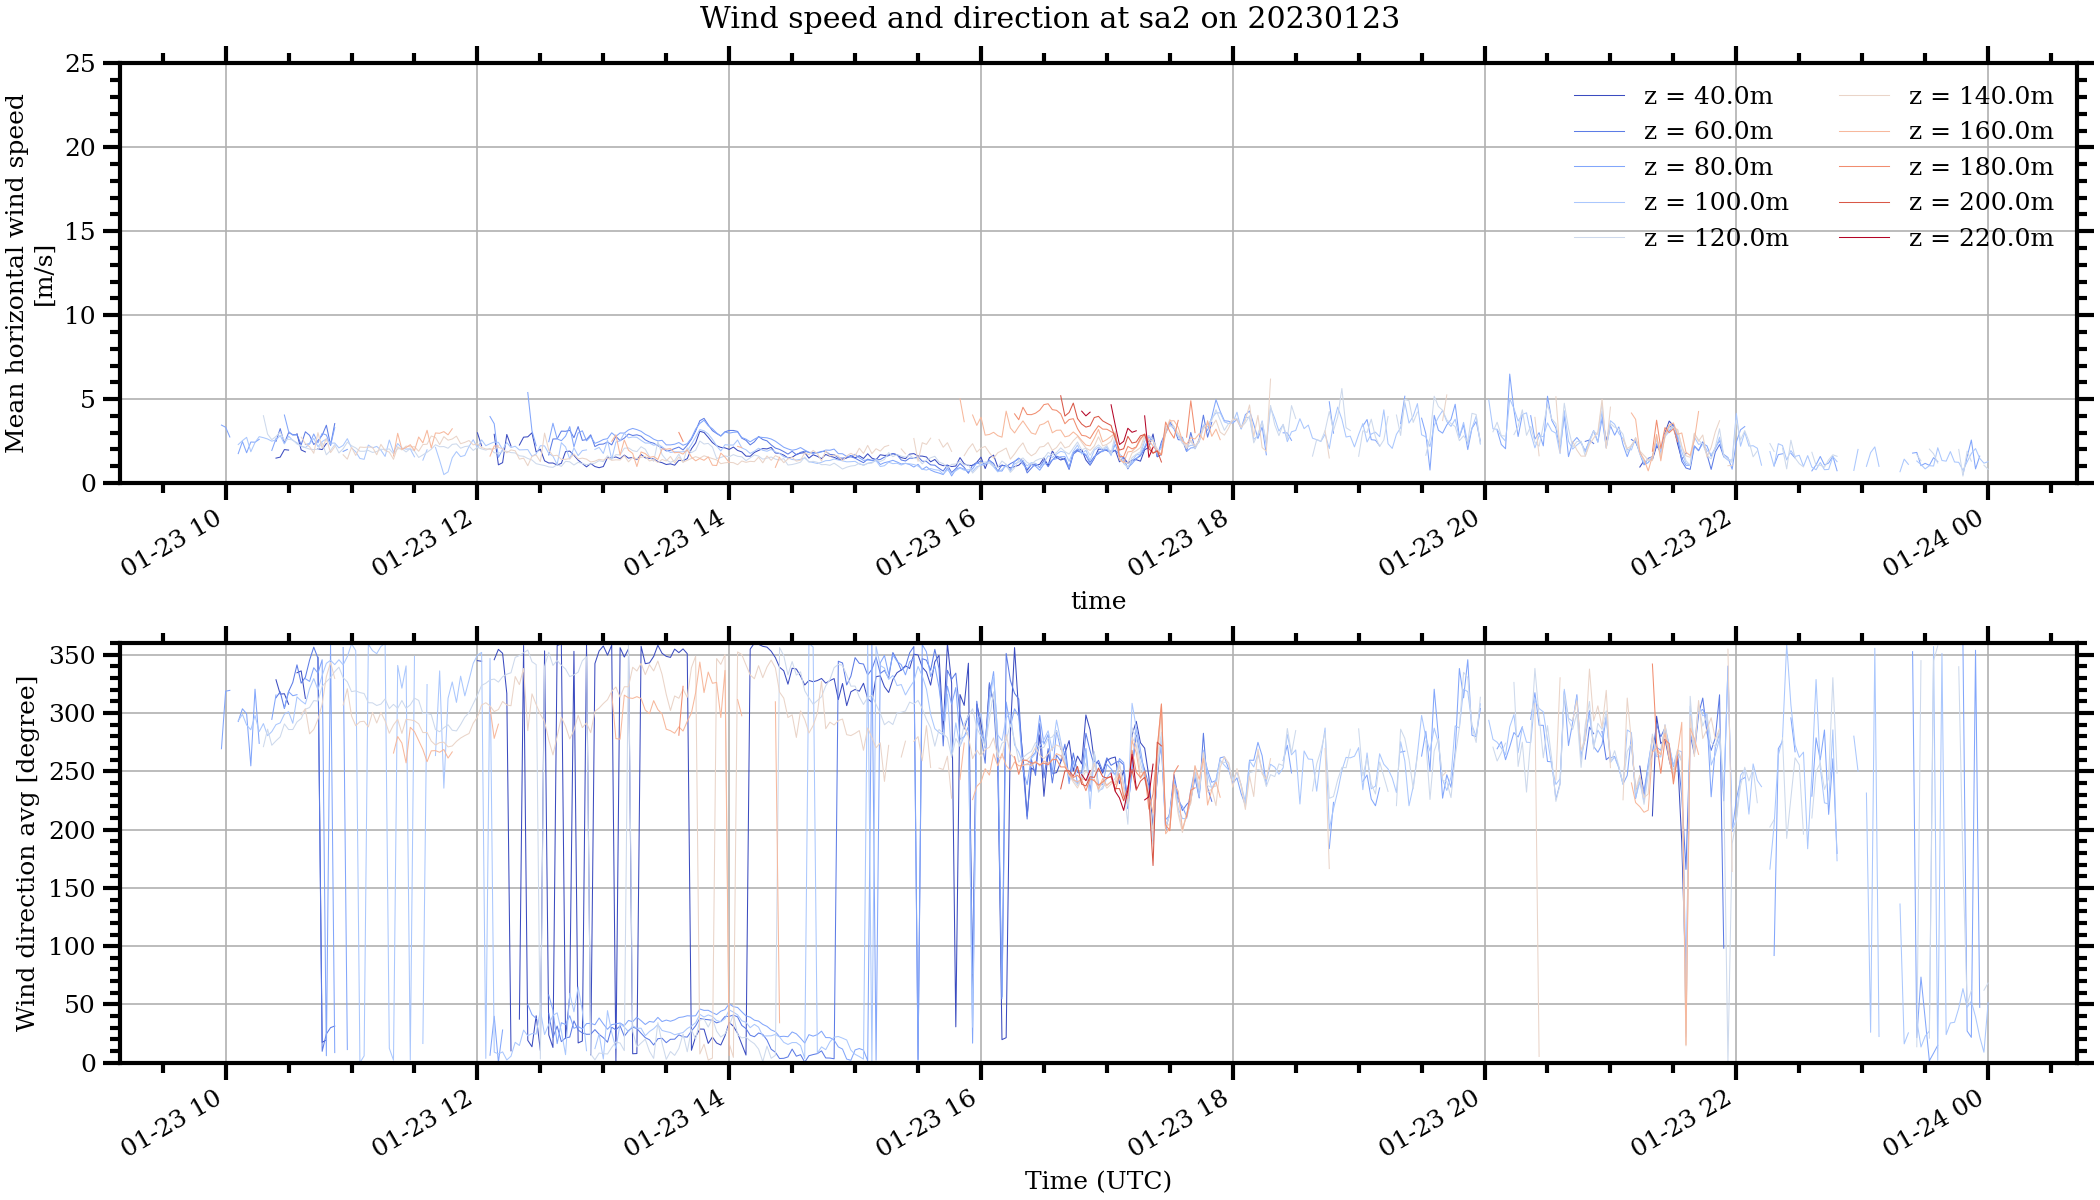 Wind speed and direction at sa2 on 20230123
Mean horizontal wind speed
[m/s]
25
20
15
10
5
0
z = 40.0m
z = 60.0m
z = 80.0m
z = 100.0m
z = 120.0m
z = 140.0m
z = 160.0m
z = 180.0m
z = 200.0m
z = 220.0m
01-23 10
01-23 12
01-23 14
01-23 16
01-23 18
01-23 20
01-23 22
01-24 00
time
Wind direction avg [degree]
350
300
250
200
150
100
50
0
01-23 10
01-23 12
01-23 14
01-23 16
01-23 18
01-23 20
01-23 22
01-24 00
Time (UTC)